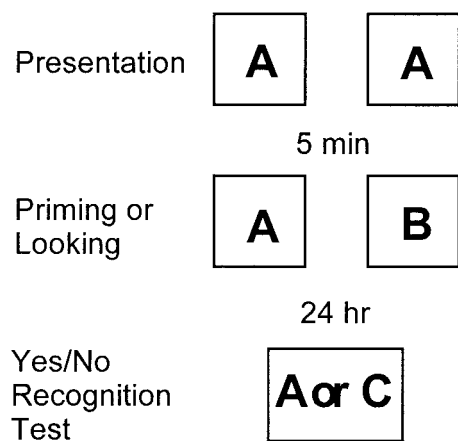 Presentation A A
5 min
Priming or
Looking A B
24 hr
Yes/No
Recognition
Test
A or C